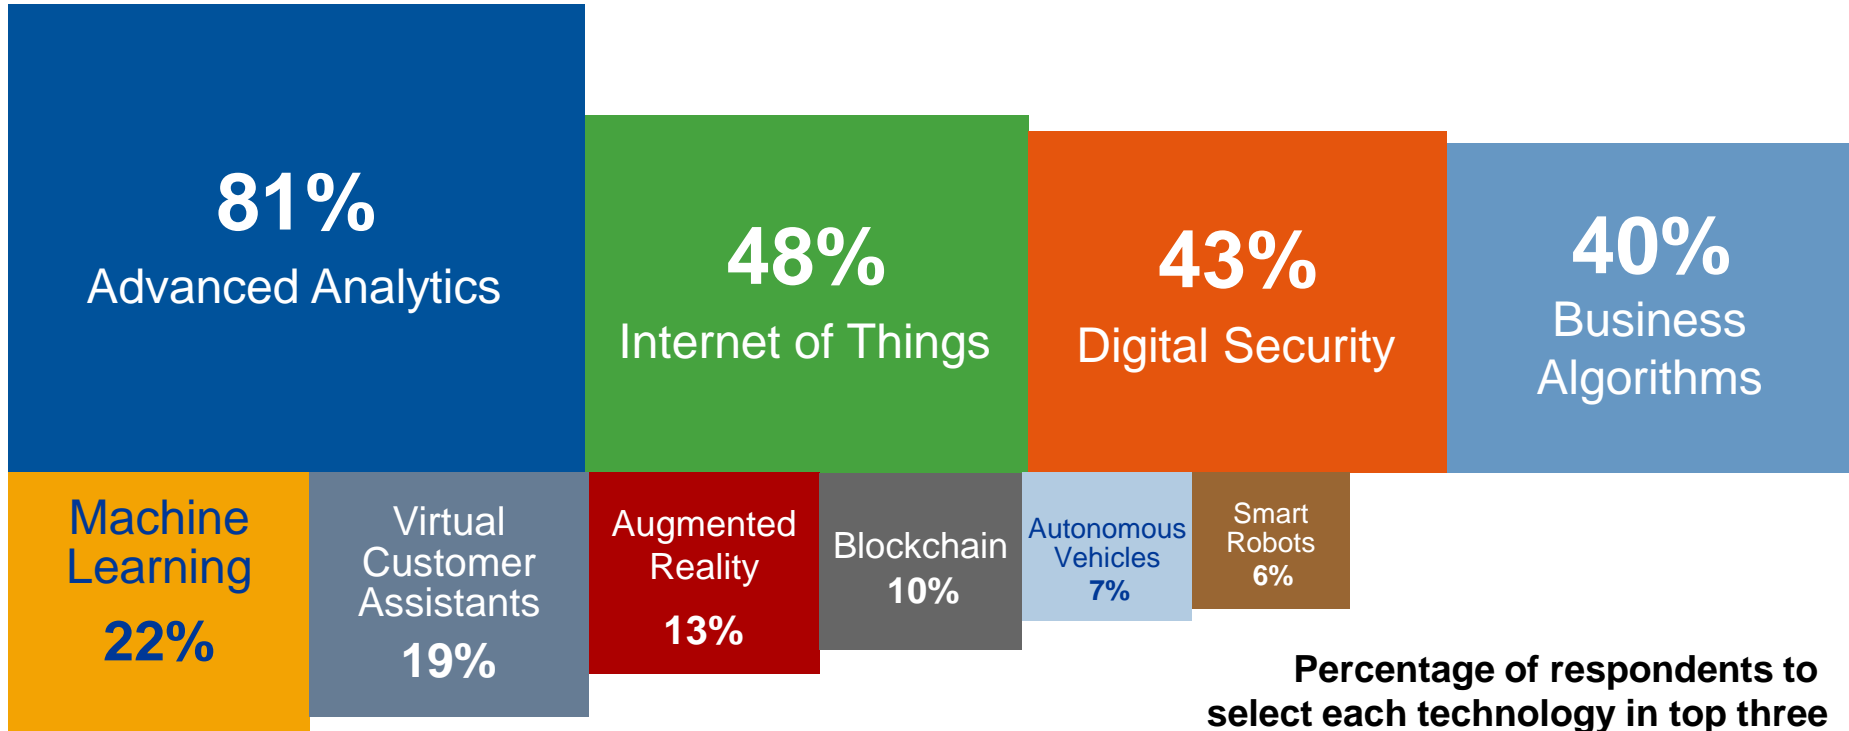 81%
Advanced Analytics
48%
Internet of Things
43%
Digital Security
40%
Business
Algorithms
Machine
Learning
22%
Virtual
Customer
Assistants
19%
Augmented
Reality
13%
Blockchain
10%
Autonomous
Vehicles
7%
Smart
Robots
6%
Percentage of respondents to
select each technology in top three